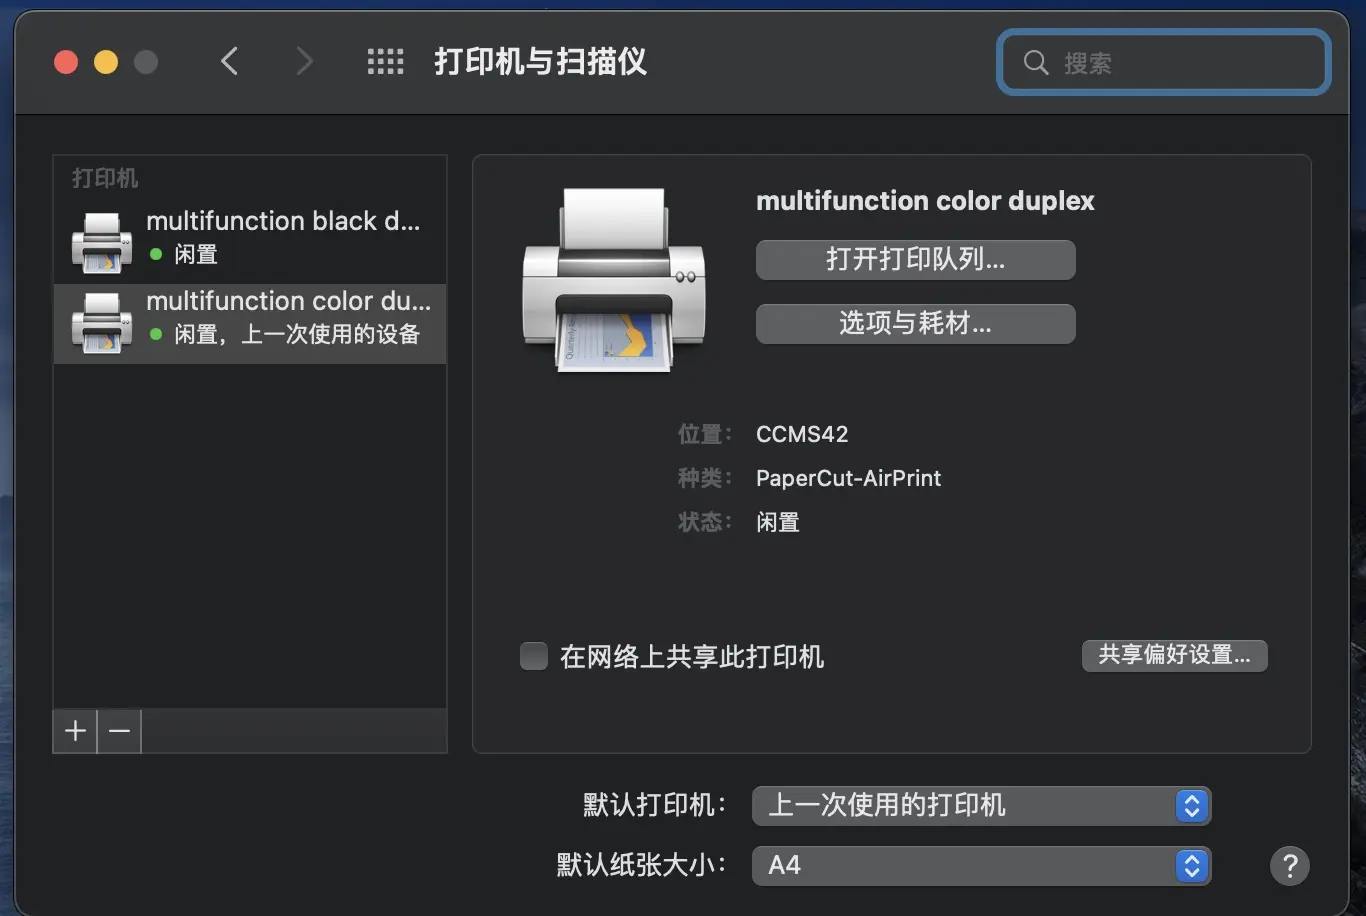 打印机与扫描仪
搜索
打印机
multifunction black d...
闲置
multifunction color du...
闲置，上一次使用的设备
multifunction color duplex
打开打印队列...
选项与耗材...
位置： CCMS42
种类： PaperCut-AirPrint
状态： 闲置
在网络上共享此打印机
共享偏好设置...
默认打印机： 上一次使用的打印机
默认纸张大小： A4
?